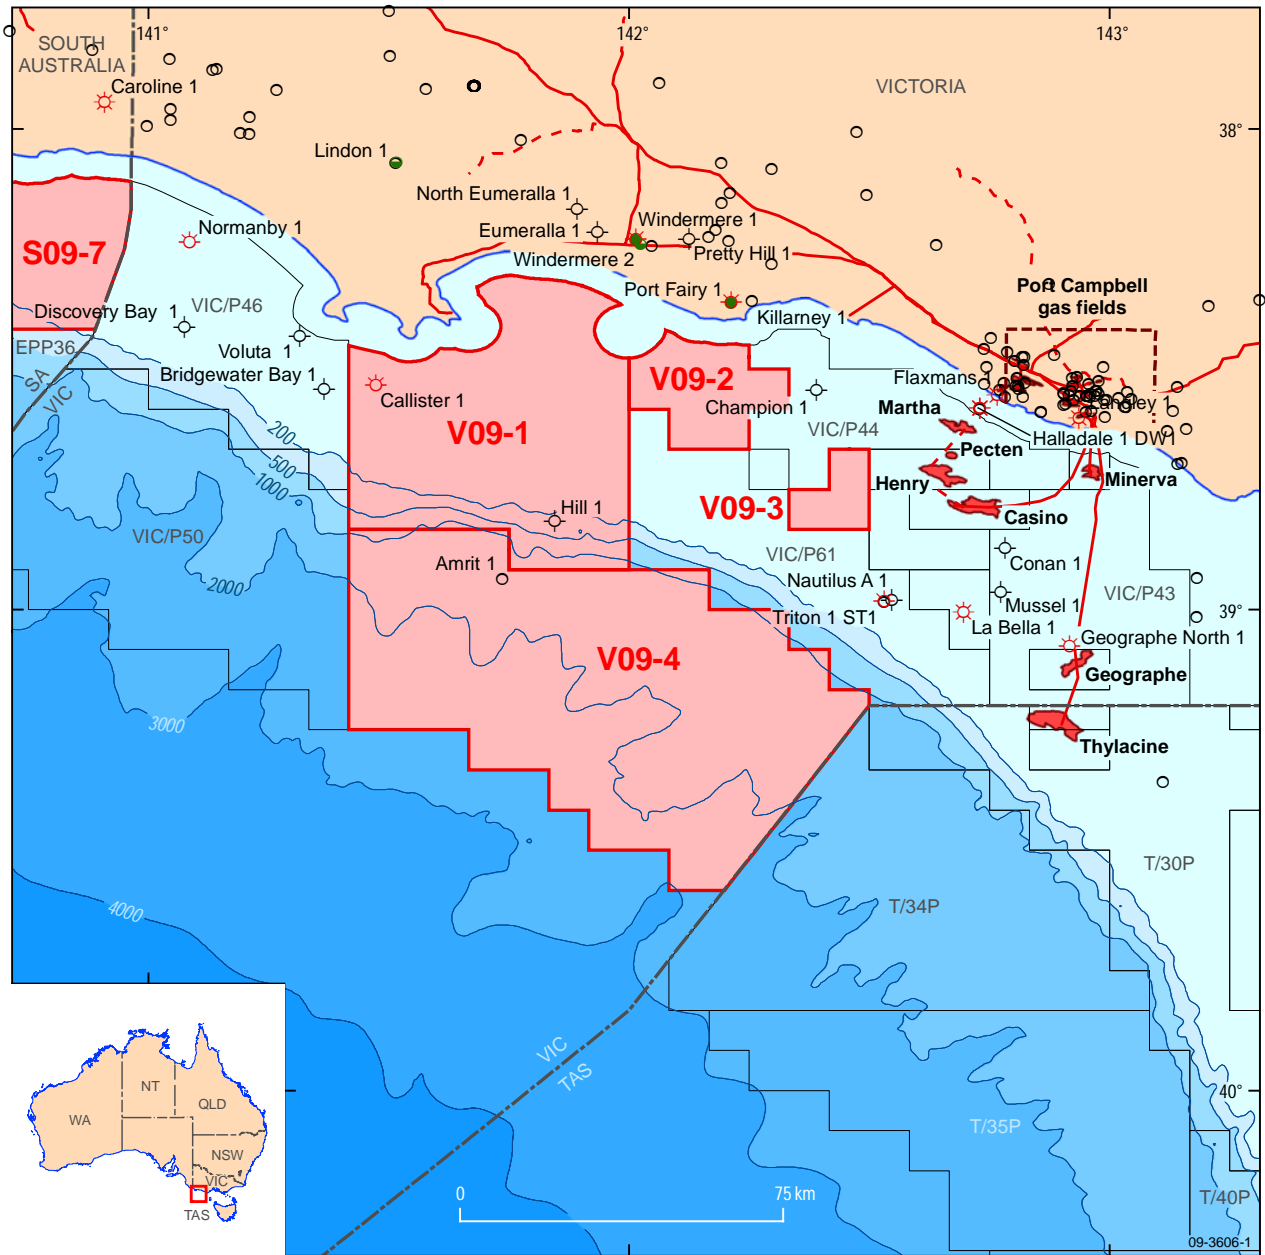 141°
142°
143°
SOUTH
AUSTRALIA
Caroline 1
VICTORIA
38°
Lindon 1
North Eumeralla 1
Eumeralla 1
Windermere 1
Windermere 2
Pretty Hill 1
Normanby 1
S09-7
Port Fairy 1
Port Campbell
gas fields
Discovery Bay 1
VIC/P46
Killarney 1
EPP36
Voluta 1
Bridgewater Bay 1
SA
VIC
Callister 1
V09-2
Flaxmans 1
Champion 1
Langley 1
Martha
V09-1
VIC/P44
Halladale 1 DW1
200
500
1000
Pecten
Henry
Minerva
V09-3
Hill 1
Casino
VIC/P50
VIC/P61
Amrit 1
Conan 1
2000
Nautilus A 1
Mussel 1
VIC/P43
39°
Triton 1 ST1
La Bella 1
Geographe North 1
V09-4
Geographe
3000
Thylacine
T/30P
T/34P
4000
VIC
TAS
NT
WA
QLD
NSW
VIC
TAS
40°
T/35P
0
75 km
T/40P
09-3606-1